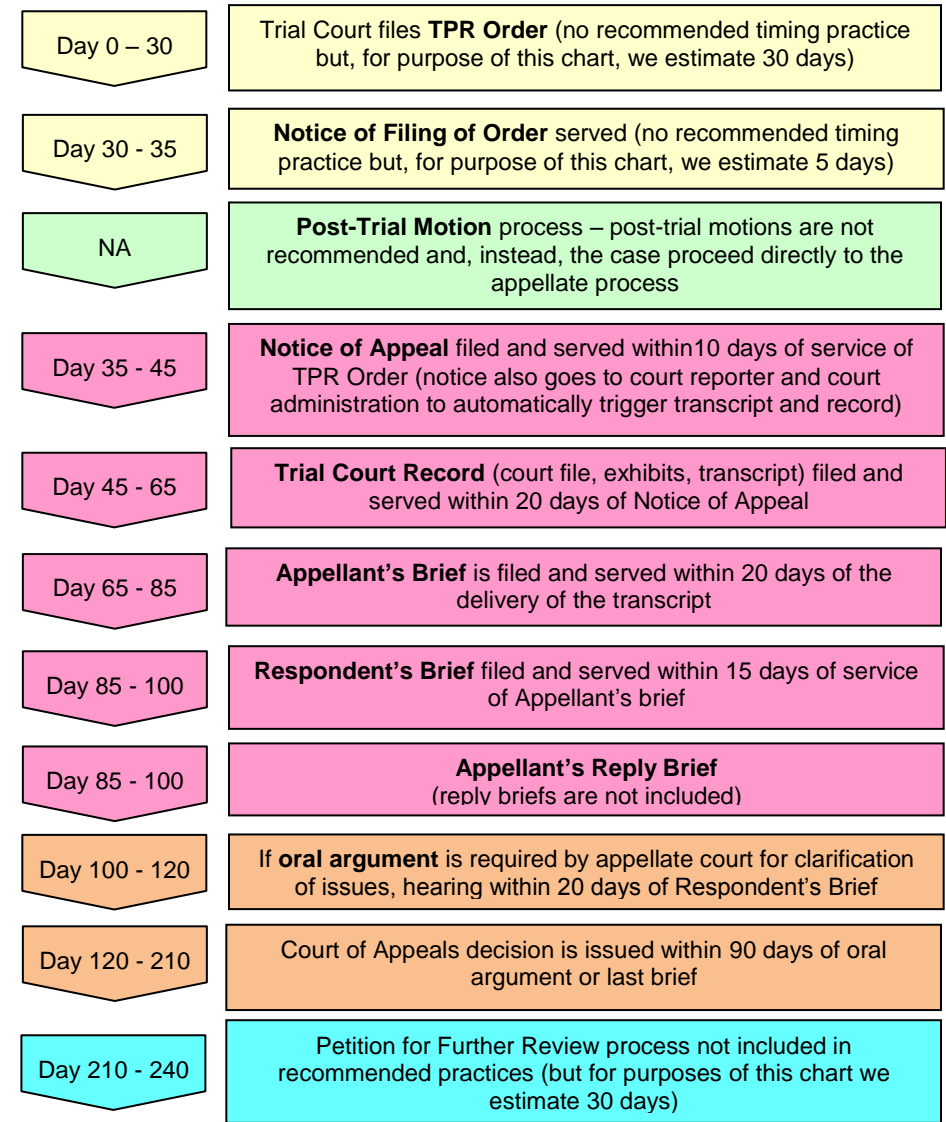 Day 0 – 30
Trial Court files TPR Order (no recommended timing practice
but, for purpose of this chart, we estimate 30 days)
Day 30 - 35
Notice of Filing of Order served (no recommended timing
practice but, for purpose of this chart, we estimate 5 days)
NA
Post-Trial Motion process – post-trial motions are not
recommended and, instead, the case proceed directly to the
appellate process
Day 35 - 45
Notice of Appeal filed and served within10 days of service of
TPR Order (notice also goes to court reporter and court
administration to automatically trigger transcript and record)
Day 45 - 65
Trial Court Record (court file, exhibits, transcript) filed and
served within 20 days of Notice of Appeal
Day 65 - 85
Appellant's Brief is filed and served within 20 days of the
delivery of the transcript
Day 85 - 100
Respondent's Brief filed and served within 15 days of service
of Appellant's brief
Day 85 - 100
Appellant's Reply Brief
(reply briefs are not included)
Day 100 - 120
If oral argument is required by appellate court for clarification
of issues, hearing within 20 days of Respondent's Brief
Day 120 - 210
Court of Appeals decision is issued within 90 days of oral
argument or last brief
Day 210 - 240
Petition for Further Review process not included in
recommended practices (but for purposes of this chart we
estimate 30 days)